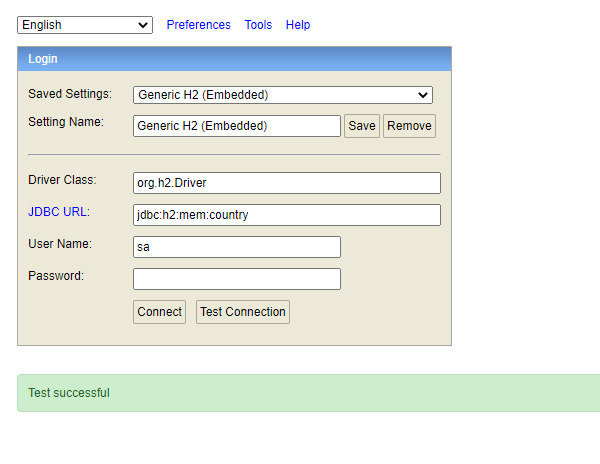 English Preferences Tools Help
Login
Saved Settings: Generic H2 (Embedded)
Setting Name: Generic H2 (Embedded) Save Remove
Driver Class: org.h2.Driver
JDBC URL: jdbc:h2:mem:country
User Name: sa
Password:
Connect Test Connection
Test successful